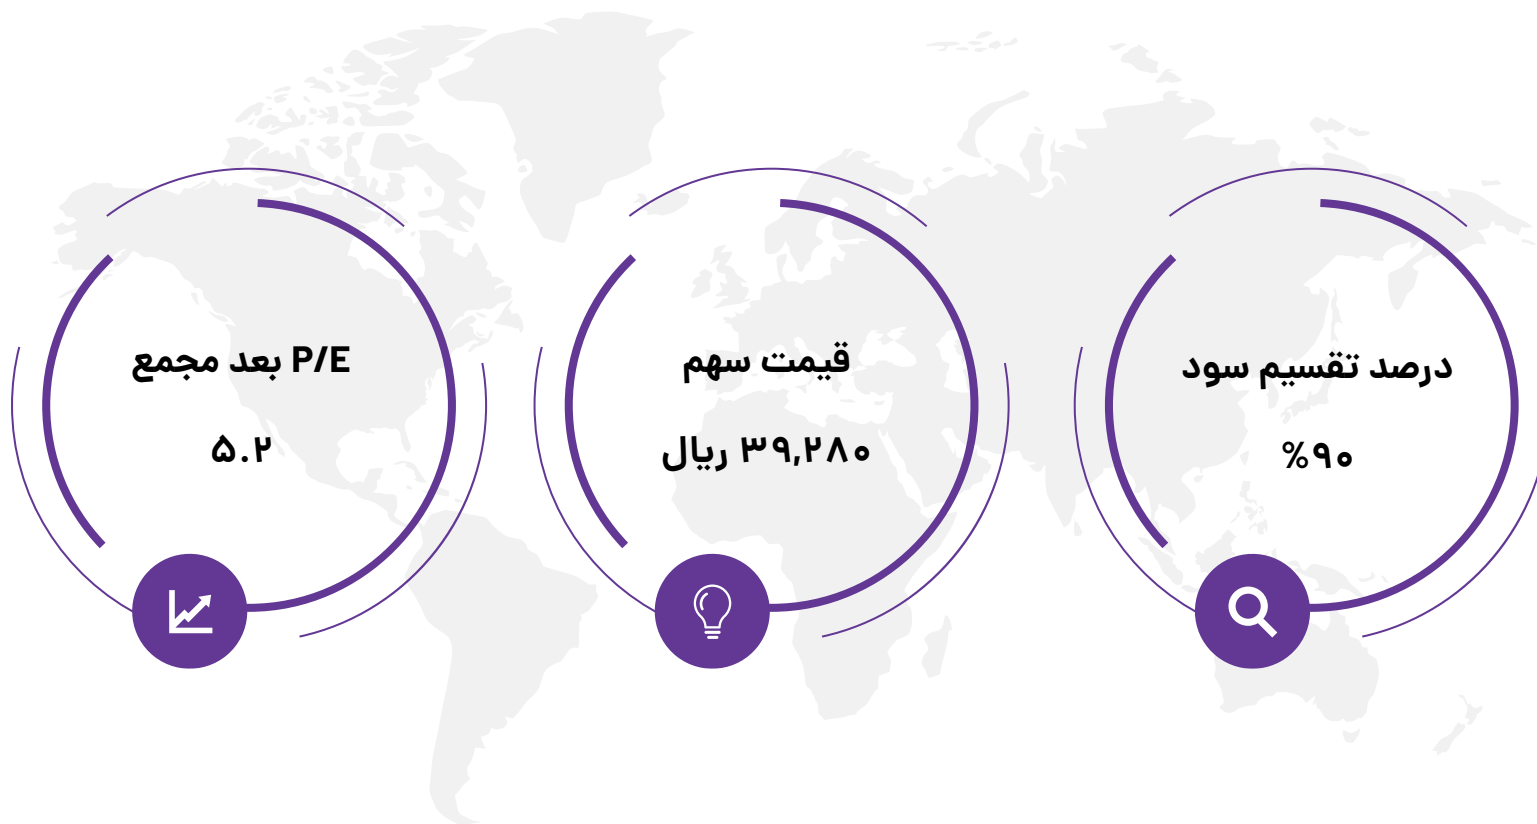 درصد تقسیم سود
%۹۰
قیمت سهم
۳۹,۲۸۰ ریال
P/E بعد مجمع
۵.۲